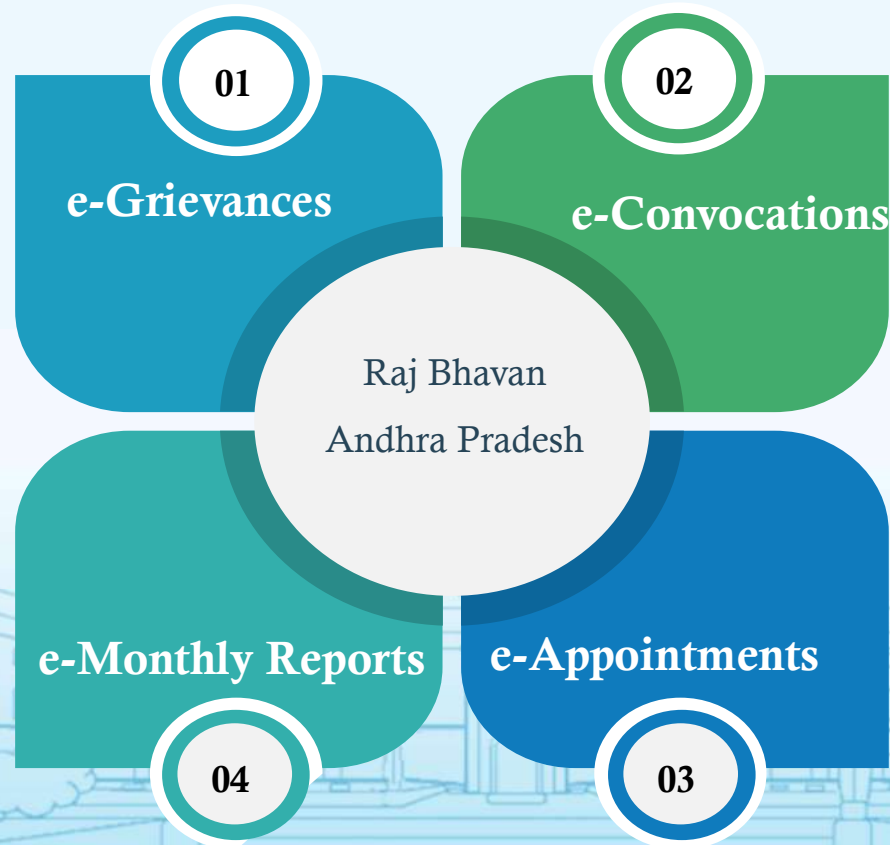 01
e-Grievances
02
e-Convocations
Raj Bhavan
Andhra Pradesh
e-Monthly Reports
04
e-Appointments
03